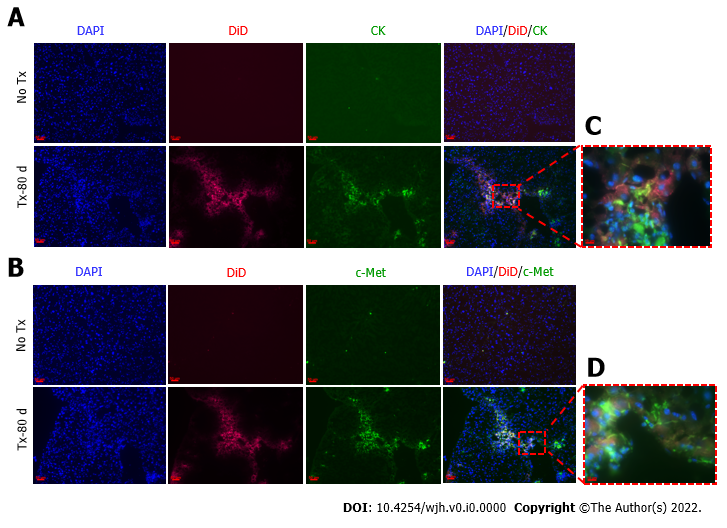 A
DAPI DiD CK DAPI/DiD/CK
No Tx
C
Tx-80 d
B
DAPI DiD c-Met DAPI/DiD/c-Met
No Tx
D
Tx-80 d
DOI: 10.4254/wjh.v0.i0.0000 Copyright ©The Author(s) 2022.